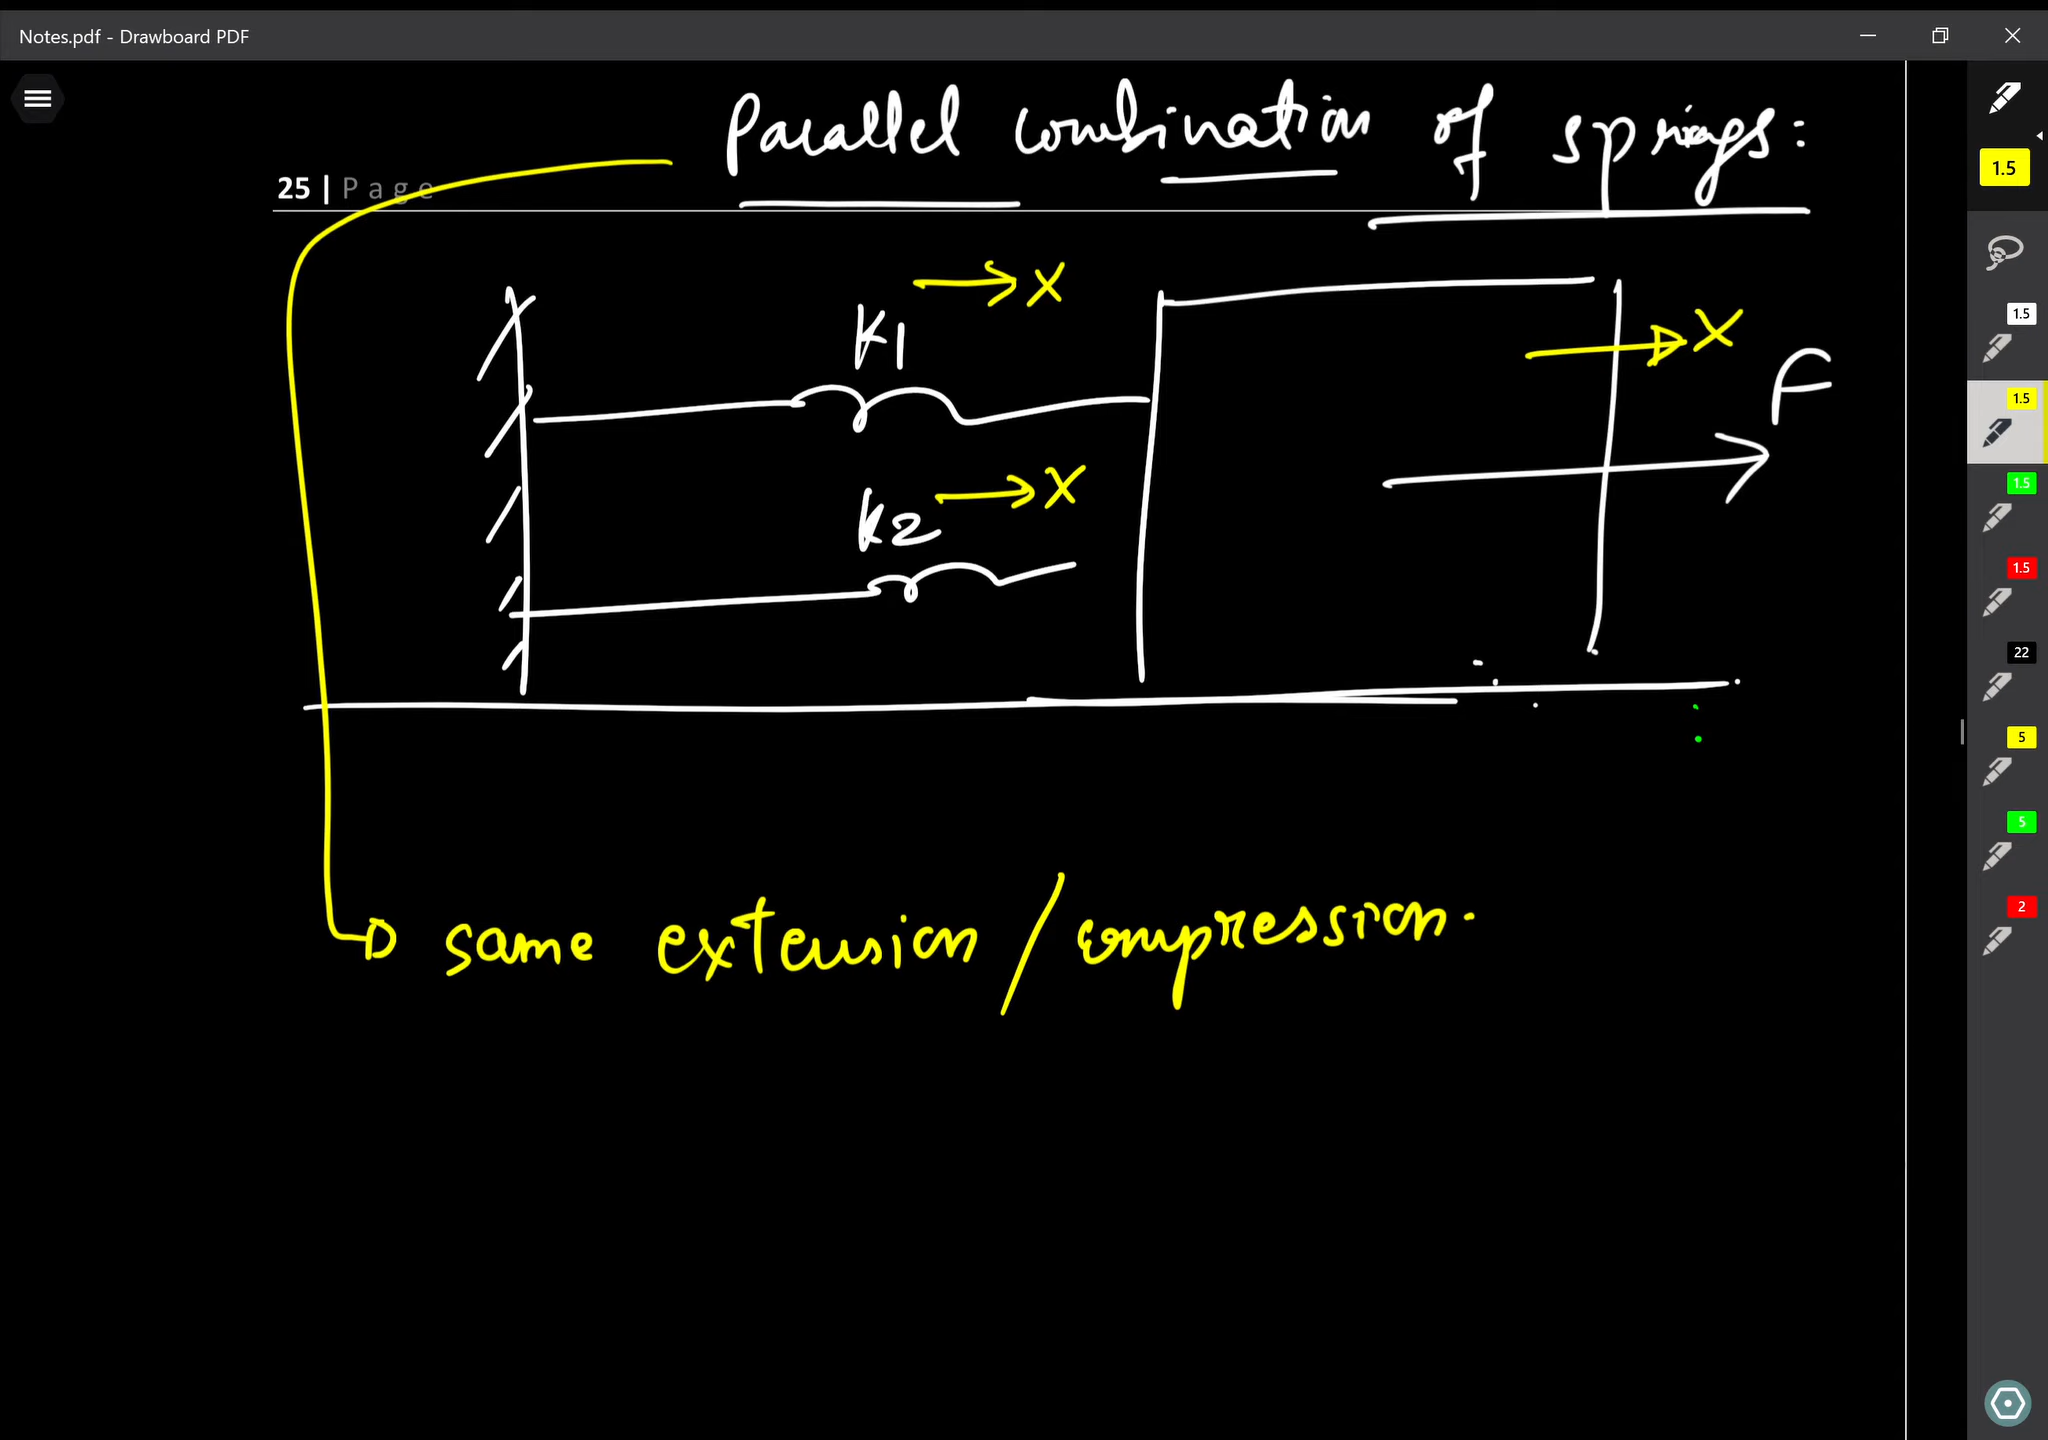 Notes.pdf - Drawboard PDF
Parallel combination of springs:
25 | Page
1.5
X
K1
X
F
X
K2
same extension / compression.
1.5
1.5
1.5
1.5
22
5
5
2